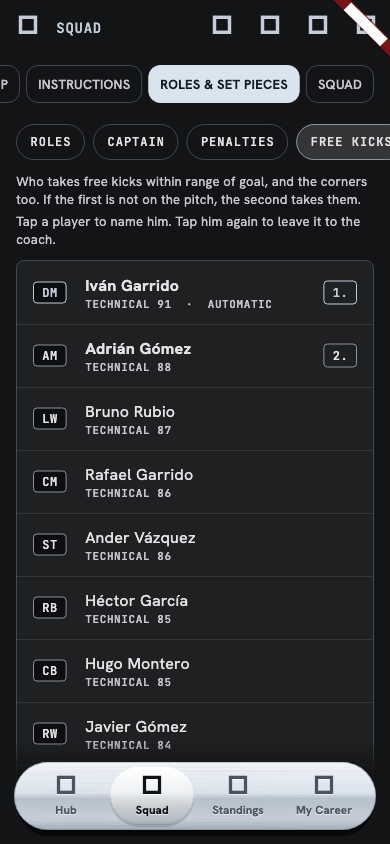 SQUAD
P
INSTRUCTIONS
ROLES & SET PIECES
SQUAD
ROLES
CAPTAIN
PENALTIES
FREE KICKS
Who takes free kicks within range of goal, and the corners
too. If the first is not on the pitch, the second takes them.
Tap a player to name him. Tap him again to leave it to the
coach.
DM
Iván Garrido
TECHNICAL 91 · AUTOMATIC
1.
AM
Adrián Gómez
TECHNICAL 88
2.
LW
Bruno Rubio
TECHNICAL 87
CM
Rafael Garrido
TECHNICAL 86
ST
Ander Vázquez
TECHNICAL 86
RB
Héctor García
TECHNICAL 85
CB
Hugo Montero
TECHNICAL 85
RW
Javier Gómez
TECHNICAL 84
Hub
Squad
Standings
My Career